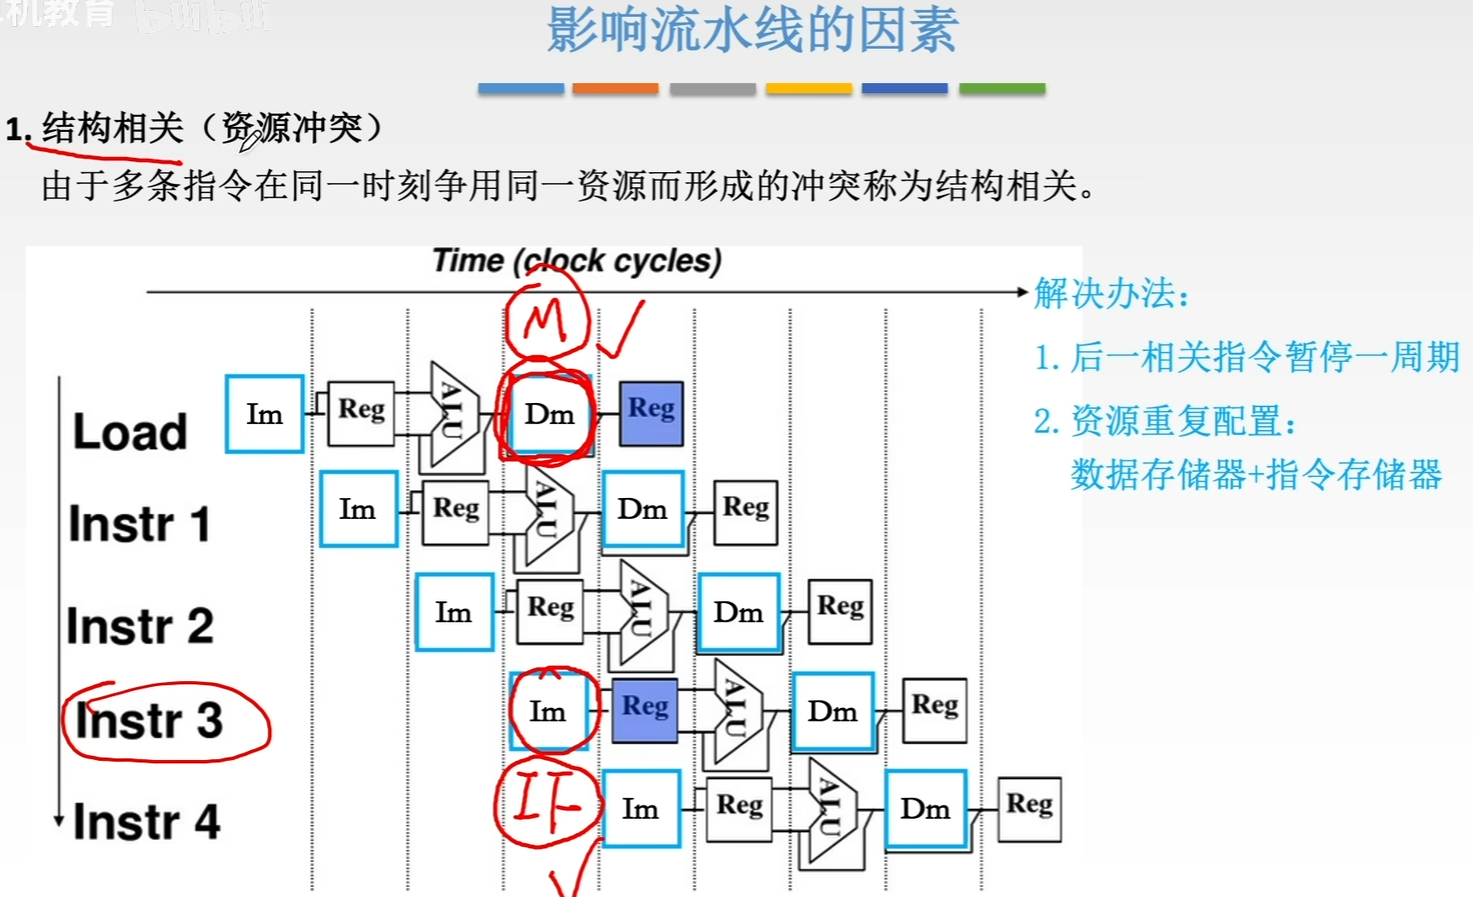 机教育 bilibili
影响流水线的因素
1. 结构相关（资源冲突）
由于多条指令在同一时刻争用同一资源而形成的冲突称为结构相关。
Time (clock cycles)
M
解决办法：
1. 后一相关指令暂停一周期
2. 资源重复配置：
数据存储器+指令存储器
Load Im Reg ALU Dm Reg
Instr 1 Im Reg ALU Dm Reg
Instr 2 Im Reg ALU Dm Reg
Instr 3 Im Reg ALU Dm Reg
IF
Instr 4 Im Reg ALU Dm Reg